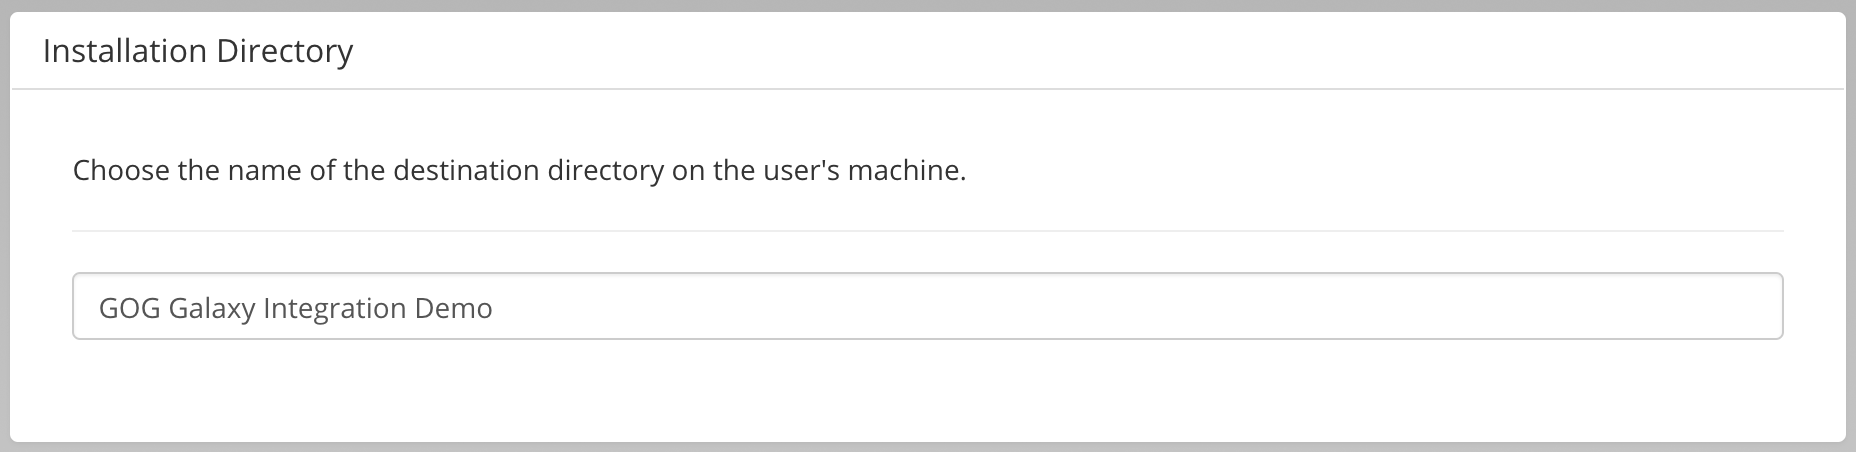 Installation Directory
Choose the name of the destination directory on the user's machine.
GOG Galaxy Integration Demo